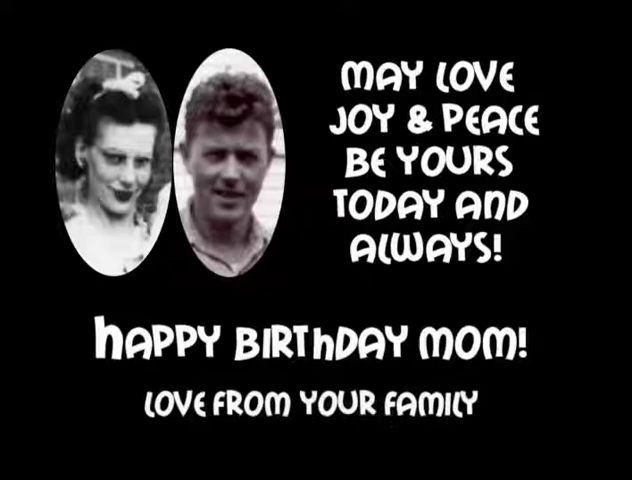 MAY LOVE
JOY & PEACE
BE YOURS
TODAY AND
ALWAYS!
HAPPY BIRTHDAY MOM!
LOVE FROM YOUR FAMILY